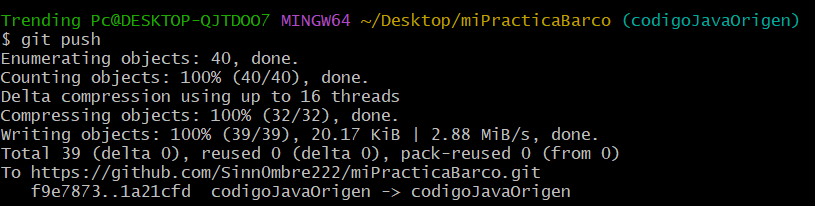 Trending Pc@DESKTOP-QJTDOO7 MINGW64 ~/Desktop/miPracticaBarco (codigoJavaOrigen)
$ git push
Enumerating objects: 40, done.
Counting objects: 100% (40/40), done.
Delta compression using up to 16 threads
Compressing objects: 100% (32/32), done.
Writing objects: 100% (39/39), 20.17 KiB | 2.88 MiB/s, done.
Total 39 (delta 0), reused 0 (delta 0), pack-reused 0 (from 0)
To https://github.com/Sinn0mbre222/miPracticaBarco.git
   f9e7873..1a21cfd  codigoJavaOrigen -> codigoJavaOrigen